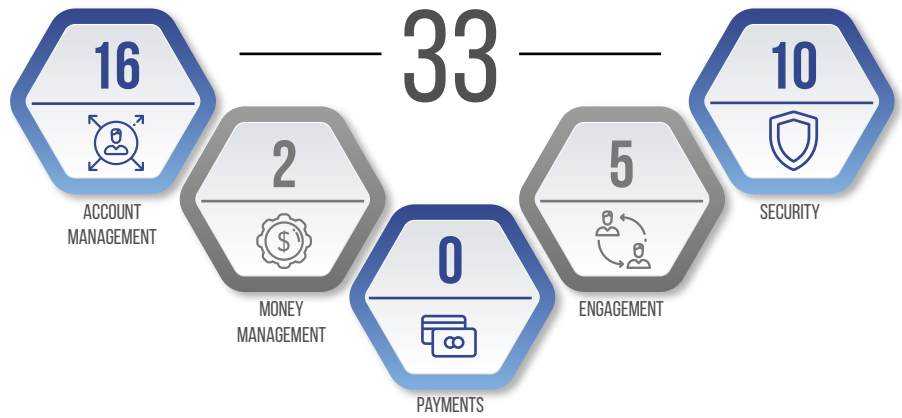 33
16
ACCOUNT
MANAGEMENT
2
$
MONEY
MANAGEMENT
0
PAYMENTS
5
ENGAGEMENT
10
SECURITY